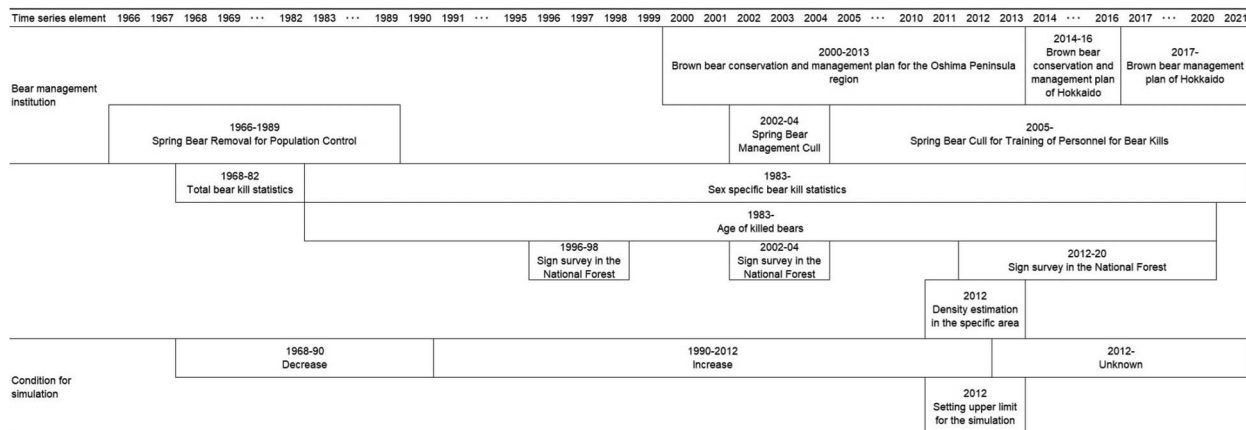 Time series element 1966 1967 1968 1969 ··· 1982 1983 ··· 1989 1990 1991 ··· 1995 1996 1997 1998 1999 2000 2001 2002 2003 2004 2005 ··· 2010 2011 2012 2013 2014 ··· 2016 2017 ··· 2020 2021
Bear management
institution
2000-2013
Brown bear conservation and management plan for the Oshima Peninsula
region
2014-16
Brown bear
conservation and
management plan
of Hokkaido
2017-
Brown bear management
plan of Hokkaido
1966-1989
Spring Bear Removal for Population Control
2002-04
Spring Bear
Management Cull
2005-
Spring Bear Cull for Training of Personnel for Bear Kills
1968-82
Total bear kill statistics
1983-
Sex specific bear kill statistics
1983-
Age of killed bears
1996-98
Sign survey in the
National Forest
2002-04
Sign survey in the
National Forest
2012-20
Sign survey in the National Forest
2012
Density estimation
in the specific area
Condition for
simulation
1968-90
Decrease
1990-2012
Increase
2012-
Unknown
2012
Setting upper limit
for the simulation